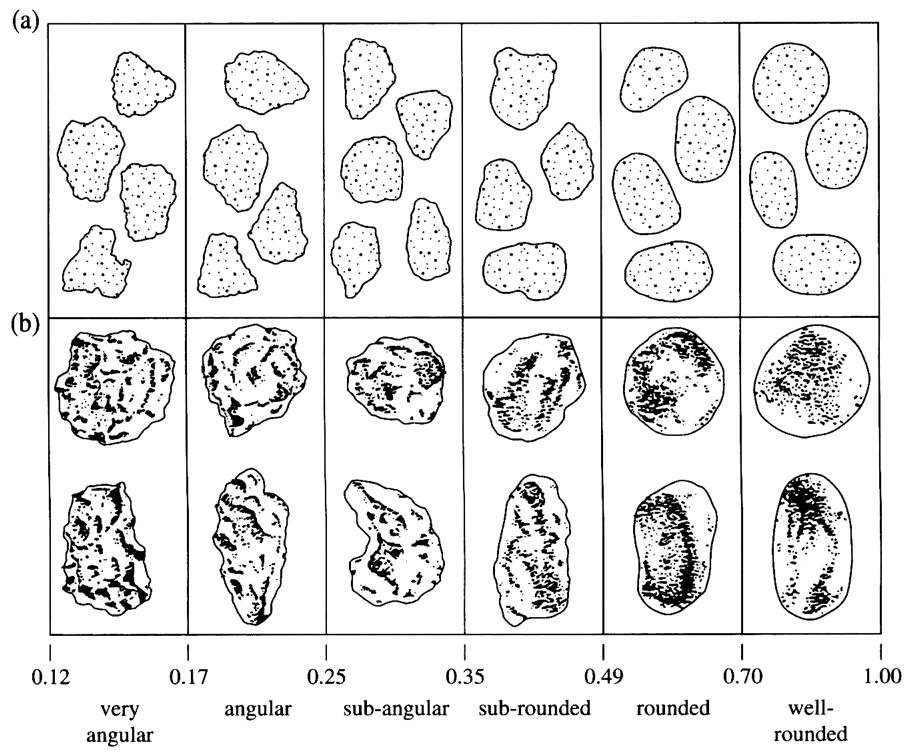 (a)
(b)
0.12 0.17 0.25 0.35 0.49 0.70 1.00
very angular sub-angular sub-rounded rounded well-
angular rounded